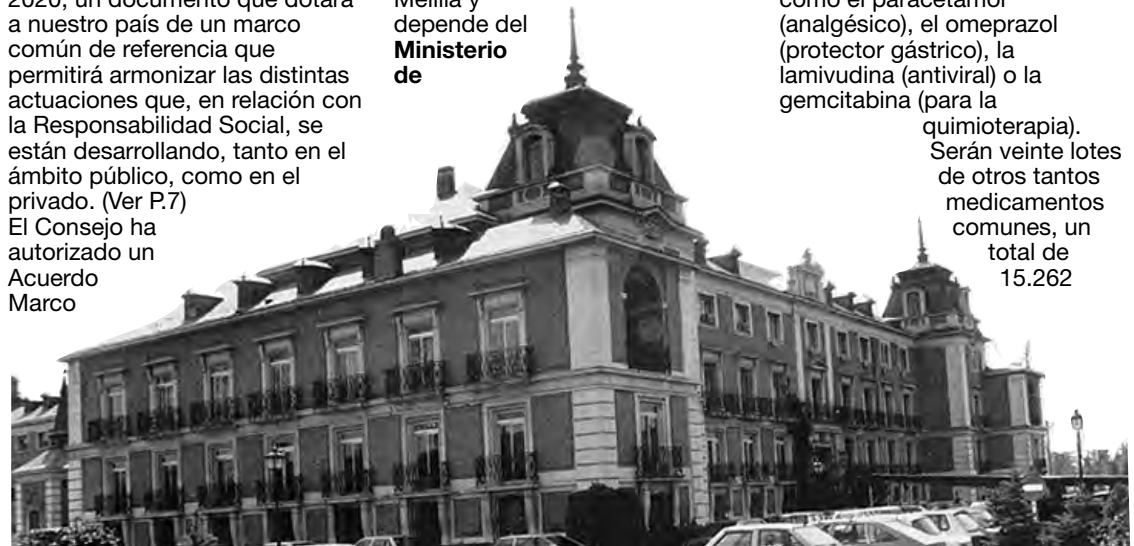 2020, un documento que dotará
a nuestro país de un marco
común de referencia que
permitirá armonizar las distintas
actuaciones que, en relación con
la Responsabilidad Social, se
están desarrollando, tanto en el
ámbito público, como en el
privado. (Ver P.7)
El Consejo ha
autorizado un
Acuerdo
Marco
Melilla y
depende del
Ministerio
de
como el paracetamol
(analgésico), el omeprazol
(protector gástrico), la
lamivudina (antiviral) o la
gemcitabina (para la
quimioterapia).
Serán veinte lotes
de otros tantos
medicamentos
comunes, un
total de
15.262